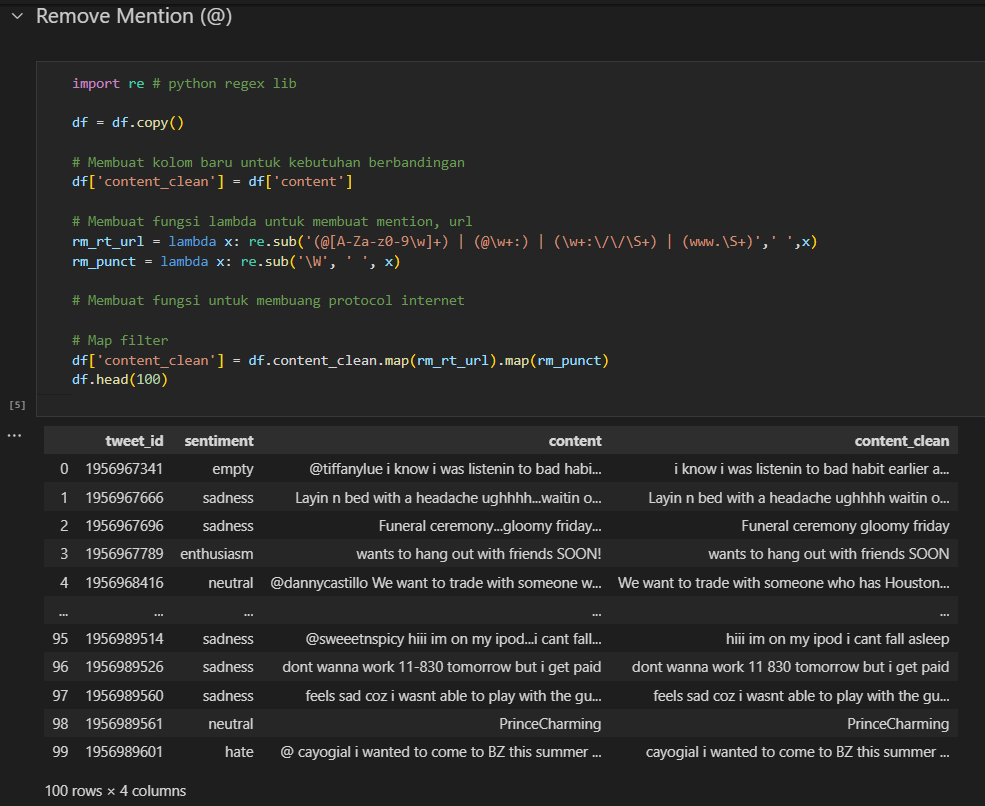 Remove Mention (@)
import re # python regex lib
df = df.copy()
# Membuat kolom baru untuk kebutuhan berbandingan
df['content_clean'] = df['content']
# Membuat fungsi lambda untuk membuat mention, url
rm_rt_url = lambda x: re.sub('(@[A-Za-z0-9\w]+) | (@\w+:) | (\w+:\/\/\S+) | (www.\S+)',' ',x)
rm_punct = lambda x: re.sub('\W', ' ', x)
# Membuat fungsi untuk membuang protocol internet
# Map filter
df['content_clean'] = df.content_clean.map(rm_rt_url).map(rm_punct)
df.head(100)
[5]
...
tweet_id sentiment content content_clean
0 1956967341 empty @tiffanylue i know i was listenin to bad habi... i know i was listenin to bad habit earlier a...
1 1956967666 sadness Layin n bed with a headache ughhhh...waitin o... Layin n bed with a headache ughhhh waitin o...
2 1956967696 sadness Funeral ceremony...gloomy friday... Funeral ceremony gloomy friday
3 1956967789 enthusiasm wants to hang out with friends SOON! wants to hang out with friends SOON
4 1956968416 neutral @dannycastillo We want to trade with someone w... We want to trade with someone who has Houston...
... ... ... ... ...
95 1956989514 sadness @sweeetnspicy hiii im on my ipod...i cant fall... hiii im on my ipod i cant fall asleep
96 1956989526 sadness dont wanna work 11-830 tomorrow but i get paid dont wanna work 11 830 tomorrow but i get paid
97 1956989560 sadness feels sad coz i wasnt able to play with the gu... feels sad coz i wasnt able to play with the gu...
98 1956989561 neutral PrinceCharming PrinceCharming
99 1956989601 hate @ cayogial i wanted to come to BZ this summer ... cayogial i wanted to come to BZ this summer ...
100 rows × 4 columns